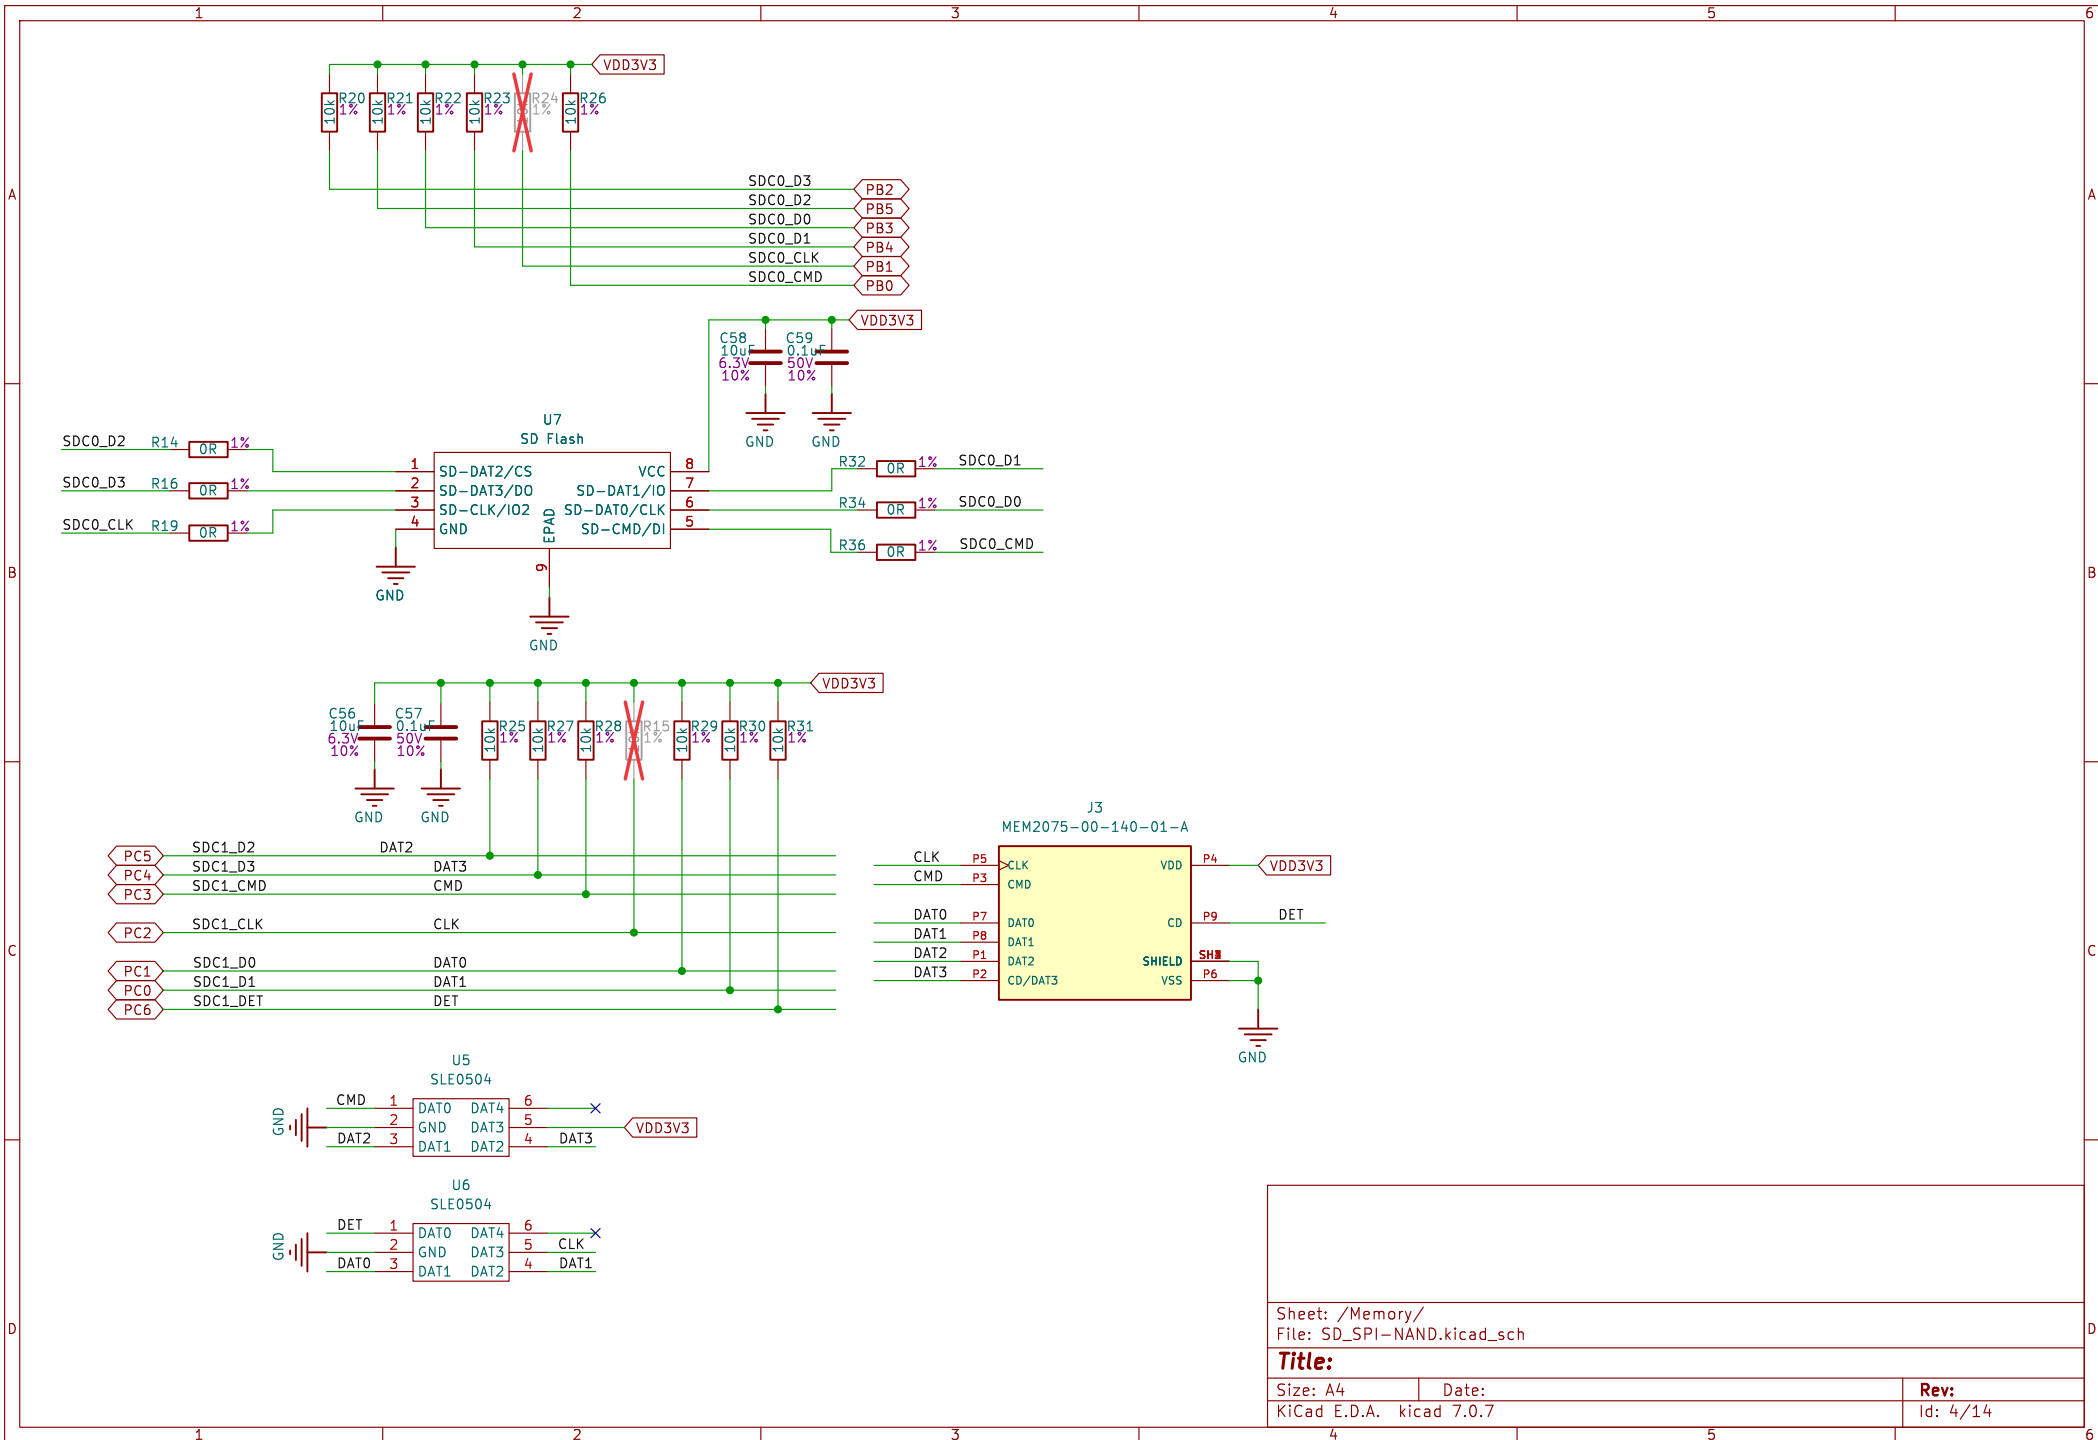 1 2 3 4 5 6
VDD3V3
R20 R21 R22 R23 R24 R26
1% 1% 1% 1% 1% 1%
10k 10k 10k 10k 10k
SDC0_D3 PB2
A A
SDC0_D2 PB5
SDC0_D0 PB3
SDC0_D1 PB4
SDC0_CLK PB1
SDC0_CMD PB0
VDD3V3
C58 C59
10uF 0.1uF
6.3V 50V
10% 10%
GND GND
U7
SD Flash
SDC0_D2 R14 0R 1%
1 SD-DAT2/CS VCC 8
R32 0R 1% SDC0_D1
SDC0_D3 R16 0R 1%
2 SD-DAT3/DO SD-DAT1/IO 7
3 SD-CLK/IO2 SD-DAT0/CLK 6
R34 0R 1% SDC0_D0
SDC0_CLK R19 0R 1%
4 GND EPAD SD-CMD/DI 5
R36 0R 1% SDC0_CMD
9
B B
GND
GND
VDD3V3
C56 C57
10uF 0.1uF
6.3V 50V
10% 10%
R25 R27 R28 R15 R29 R30 R31
1% 1% 1% 1% 1% 1% 1%
10k 10k 10k 10k 10k 10k
GND GND
PC5 SDC1_D2 DAT2
PC4 SDC1_D3 DAT3
PC3 SDC1_CMD CMD
PC2 SDC1_CLK CLK
PC1 SDC1_D0 DAT0
PC0 SDC1_D1 DAT1
PC6 SDC1_DET DET
J3
MEM2075-00-140-01-A
CLK P5 CLK VDD P4 VDD3V3
CMD P3 CMD
DAT0 P7 DAT0 CD P9 DET
DAT1 P8 DAT1
C C
DAT2 P1 DAT2 SHIELD
DAT3 P2 CD/DAT3 VSS P6
GND
U5
SLE0504
CMD 1 DAT0 DAT4 6
GND 2 GND DAT3 5 VDD3V3
DAT2 3 DAT1 DAT2 4 DAT3
U6
SLE0504
DET 1 DAT0 DAT4 6
GND 2 GND DAT3 5 CLK
DAT0 3 DAT1 DAT2 4 DAT1
D D
Sheet: /Memory/
File: SD_SPI-NAND.kicad_sch
Title:
Size: A4 Date: Rev:
KiCad E.D.A. kicad 7.0.7 Id: 4/14
1 2 3 4 5 6